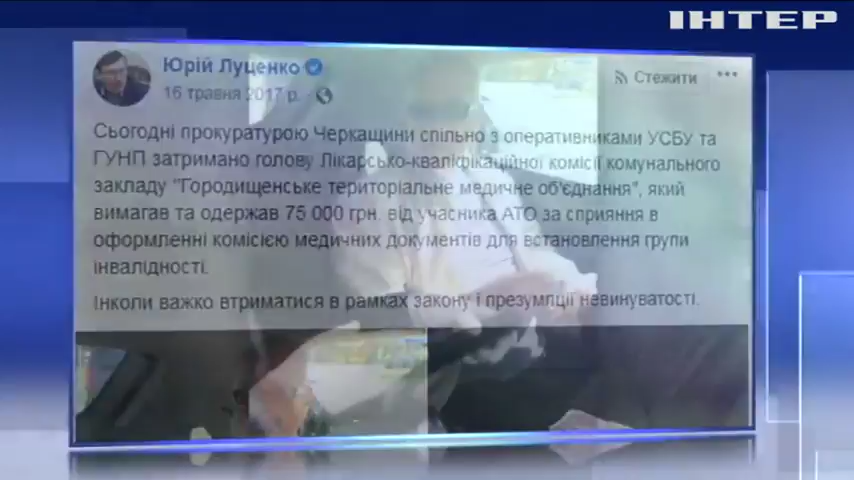 ІНТЕР
Юрій Луценко
Стежити
16 травня 2017 р.
Сьогодні прокуратурою Черкащини спільно з оперативниками УСБУ та
ГУНП затримано голову Лікарсько-кваліфікаційної комісії комунального
закладу "Городищенське територіальне медичне об'єднання", який
вимагав та одержав 75 000 грн. від учасника АТО за сприяння в
оформленні комісією медичних документів для встановлення групи
інвалідності.
Інколи важко втриматися в рамках закону і презумпції невинуватості.